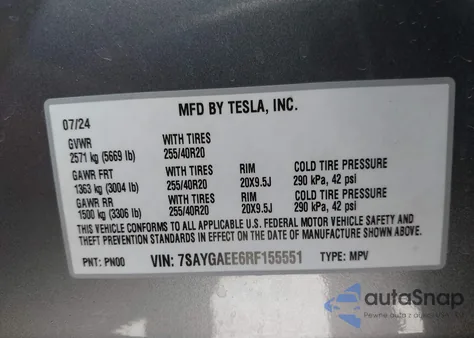 MFD BY TESLA, INC.
07/24
GVWR WITH TIRES
2571 kg (5669 lb) 255/40R20
GAWR FRT WITH TIRES RIM COLD TIRE PRESSURE
1363 kg (3004 lb) 255/40R20 20X9.5J 290 kPa, 42 psi
GAWR RR WITH TIRES RIM COLD TIRE PRESSURE
1500 kg (3306 lb) 255/40R20 20X9.5J 290 kPa, 42 psi
THIS VEHICLE CONFORMS TO ALL APPLICABLE U.S. FEDERAL MOTOR VEHICLE SAFETY AND
THEFT PREVENTION STANDARDS IN EFFECT ON THE DATE OF MANUFACTURE SHOWN ABOVE.
PNT: PN00 VIN: 7SAYGAEE6RF155551 TYPE: MPV
autoSnap
Pewne auto z